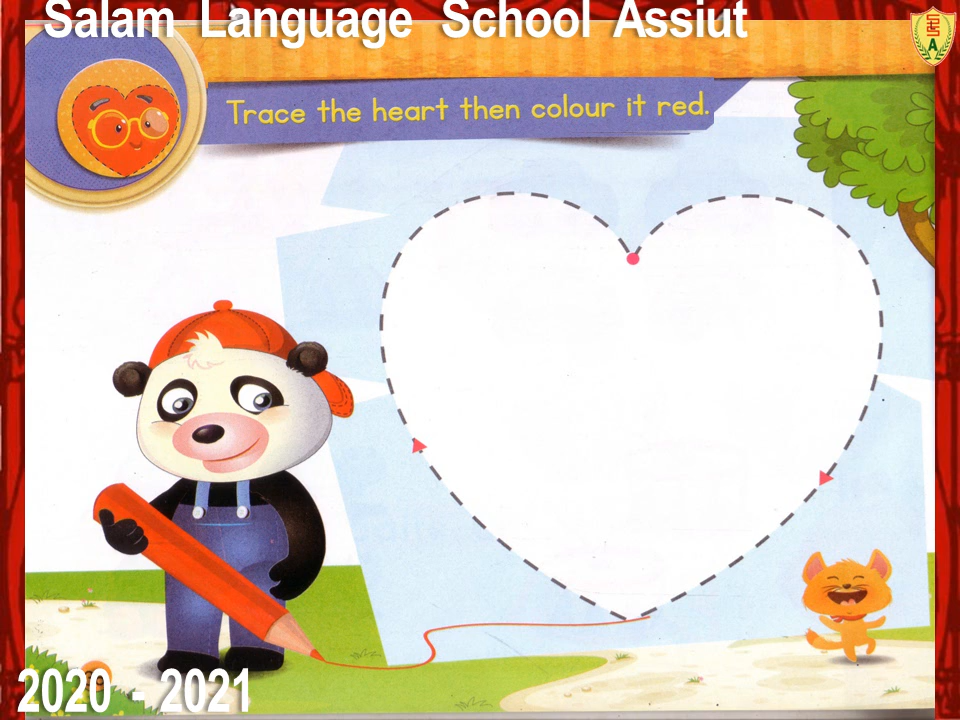 Salam Language School Assiut
Trace the heart then colour it red.
2020 - 2021